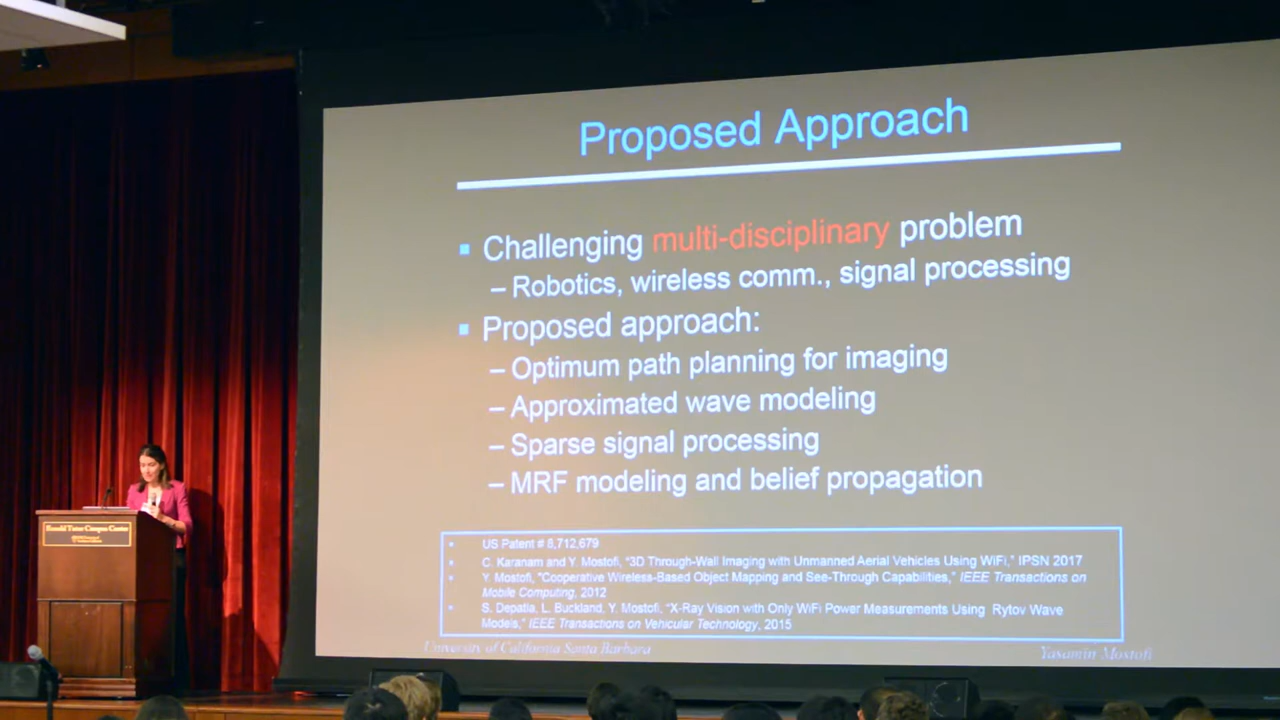 Proposed Approach
▪ Challenging multi-disciplinary problem
– Robotics, wireless comm., signal processing
▪ Proposed approach:
– Optimum path planning for imaging
– Approximated wave modeling
– Sparse signal processing
– MRF modeling and belief propagation
• US Patent # 8,712,679
• C. Karanam and Y. Mostofi, “3D Through-Wall Imaging with Unmanned Aerial Vehicles Using WiFi,” IPSN 2017
• Y. Mostofi, “Cooperative Wireless-Based Object Mapping and See-Through Capabilities,” IEEE Transactions on
Mobile Computing, 2012
• S. Depatla, L. Buckland, Y. Mostofi, “X-Ray Vision with Only WiFi Power Measurements Using Rytov Wave
Models,” IEEE Transactions on Vehicular Technology, 2015
University of California Santa Barbara
Yasamin Mostofi
Ronald Tutor Campus Center